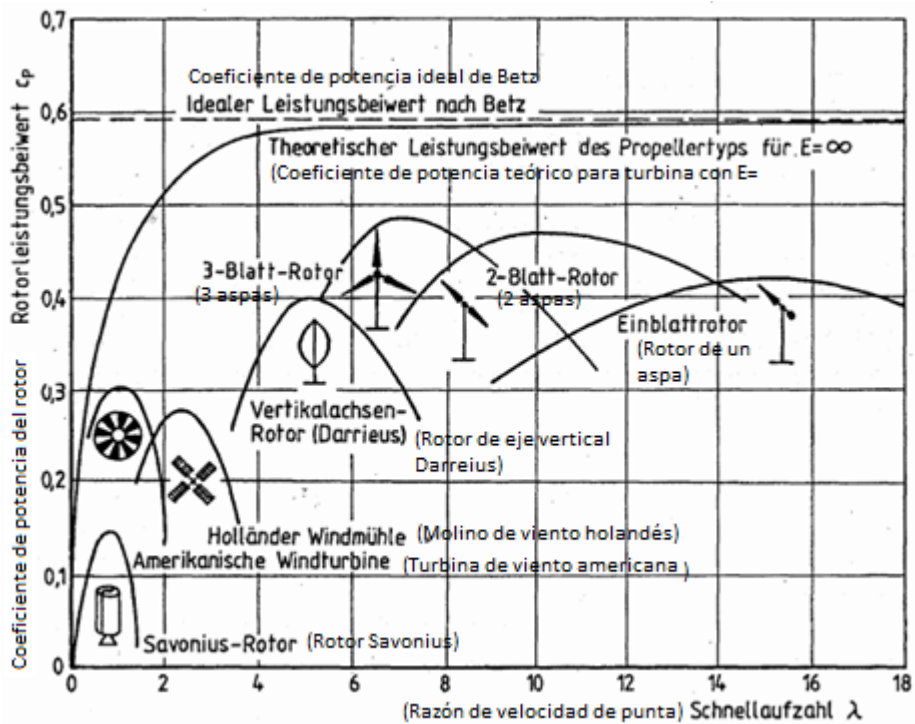 0,7
Coeficiente de potencia ideal de Betz
Idealer Leistungsbeiwert nach Betz
0,6
Theoretischer Leistungsbeiwert des Propellertyps für E=∞
(Coeficiente de potencia teórico para turbina con E=
0,5
3-Blatt-Rotor
(3 aspas)
2-Blatt-Rotor
(2 aspas)
0,4
Einblattrotor
(Rotor de un
aspa)
0,3
Vertikalachsen-
Rotor (Darrieus)
(Rotor de eje vertical
Darreius)
0,2
Holländer Windmühle (Molino de viento holandés)
Amerikanische Windturbine (Turbina de viento americana)
0,1
Savonius-Rotor (Rotor Savonius)
0
0 2 4 6 8 10 12 14 16 18
(Razón de velocidad de punta) Schnellaufzahl λ
Rotorleistungsbeiwert cp
Coeficiente de potencia del rotor